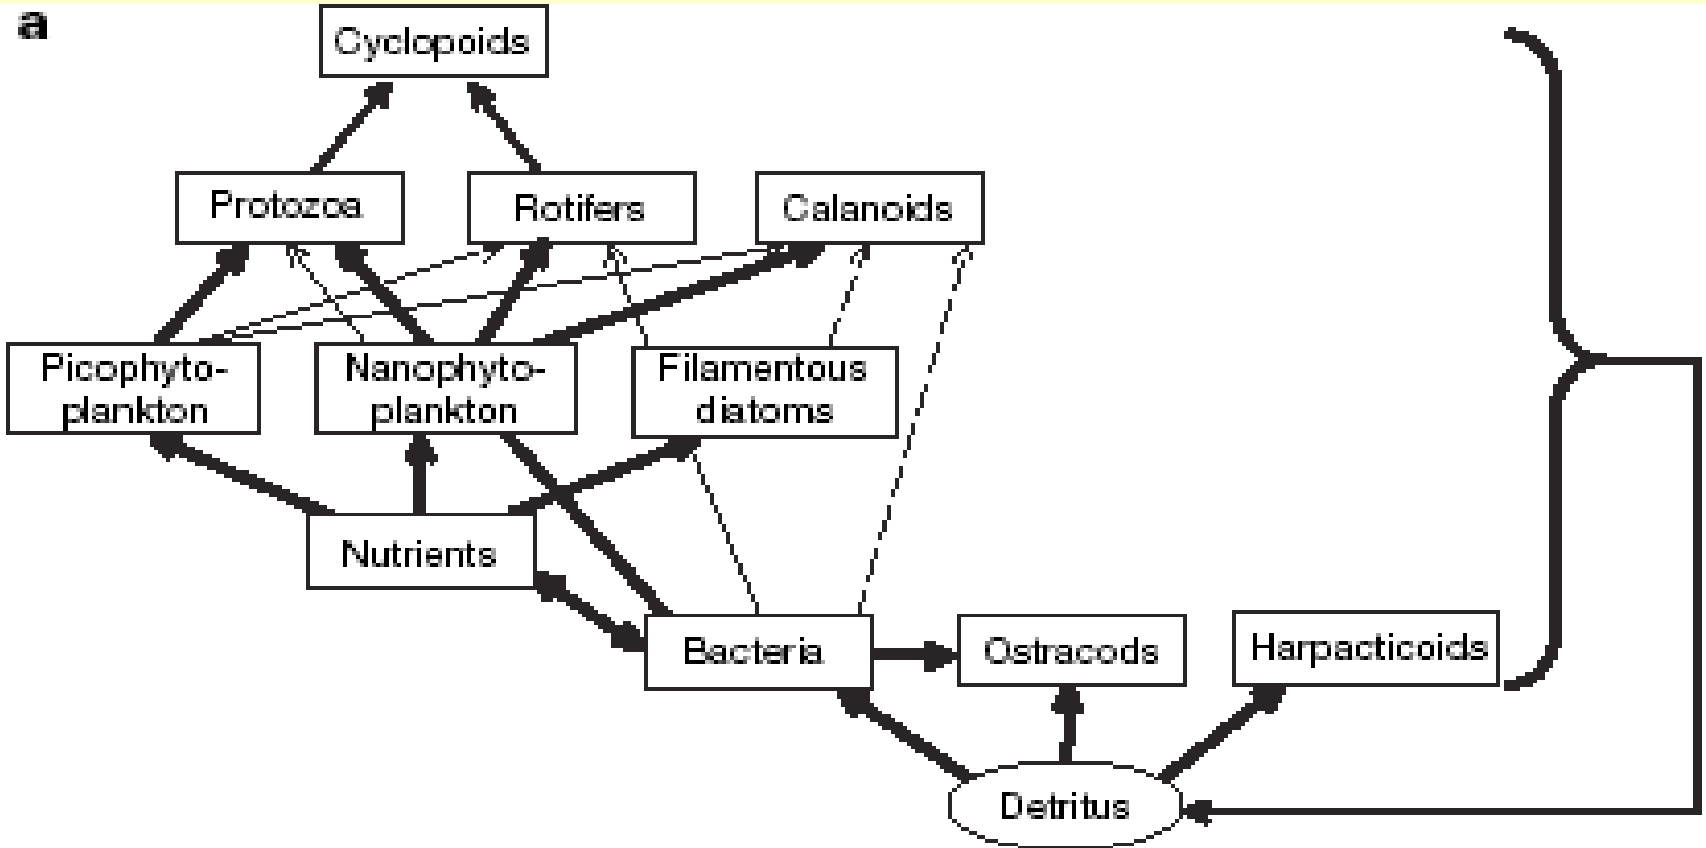 a
Cyclopoids
Protozoa
Rotifers
Calanoids
Picophyto-
plankton
Nanophyto-
plankton
Filamentous
diatoms
Nutrients
Bacteria
Ostracods
Harpacticoids
Detritus